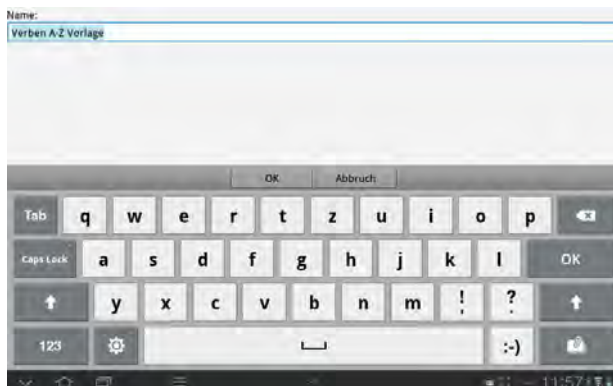 Name:
Verben A-Z Vorlage
OK Abbruch
Tab q w e r t z u i o p
Caps Lock a s d f g h j k l OK
y x c v b n m ! , ? .
123 :-)
11:57